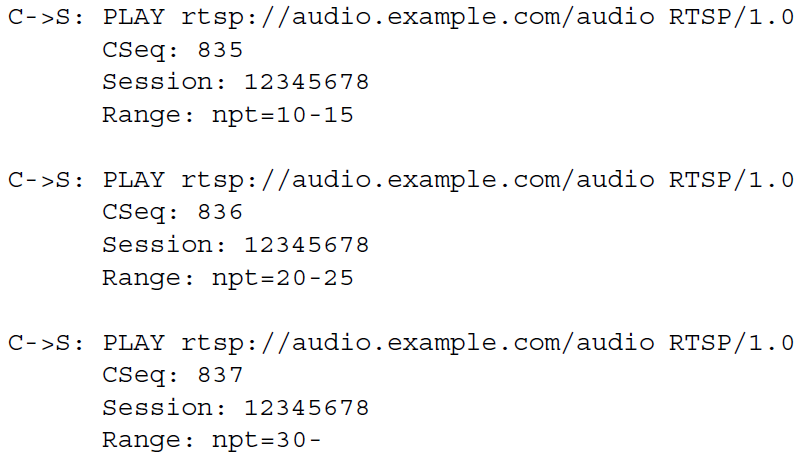 C->S: PLAY rtsp://audio.example.com/audio RTSP/1.0
CSeq: 835
Session: 12345678
Range: npt=10-15
C->S: PLAY rtsp://audio.example.com/audio RTSP/1.0
CSeq: 836
Session: 12345678
Range: npt=20-25
C->S: PLAY rtsp://audio.example.com/audio RTSP/1.0
CSeq: 837
Session: 12345678
Range: npt=30-